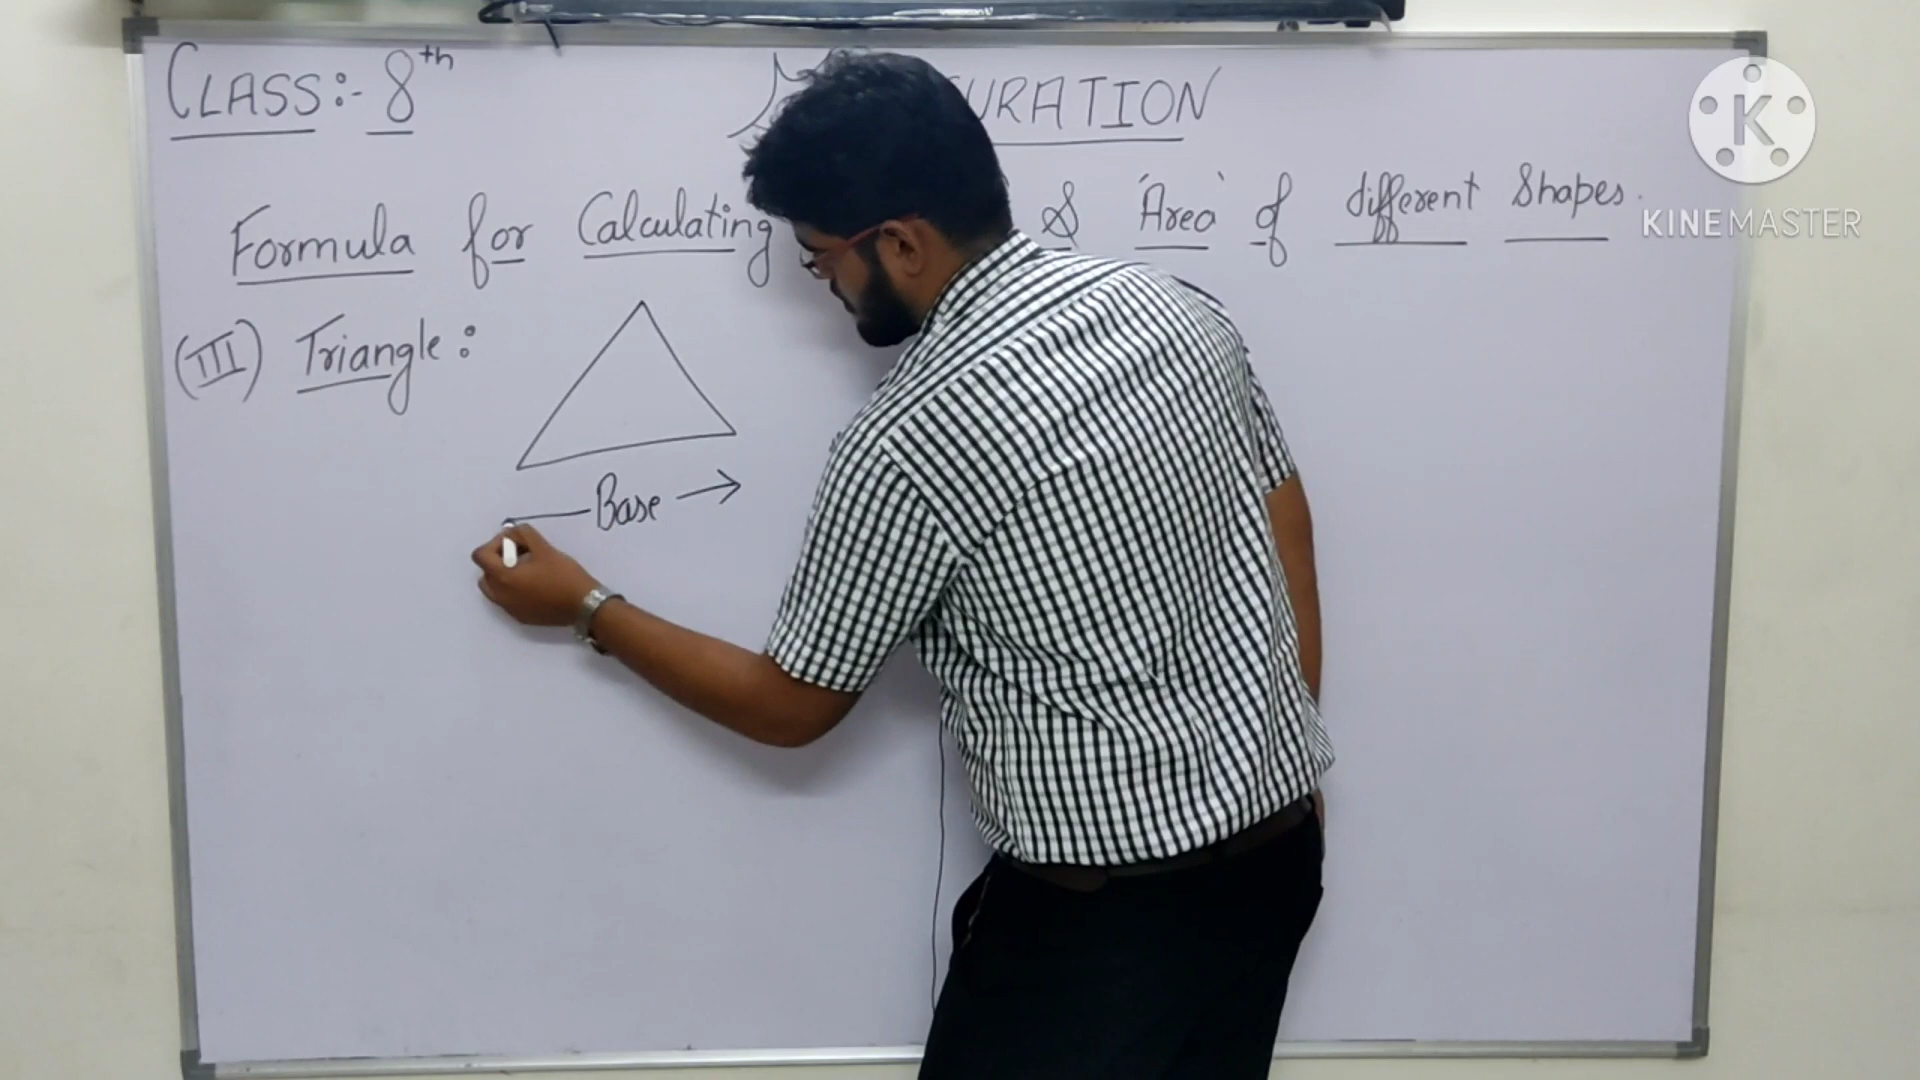 CLASS:- 8th
URATION
Formula for Calculating & 'Area' of different Shapes.
(III) Triangle:
Base
K
KINEMASTER